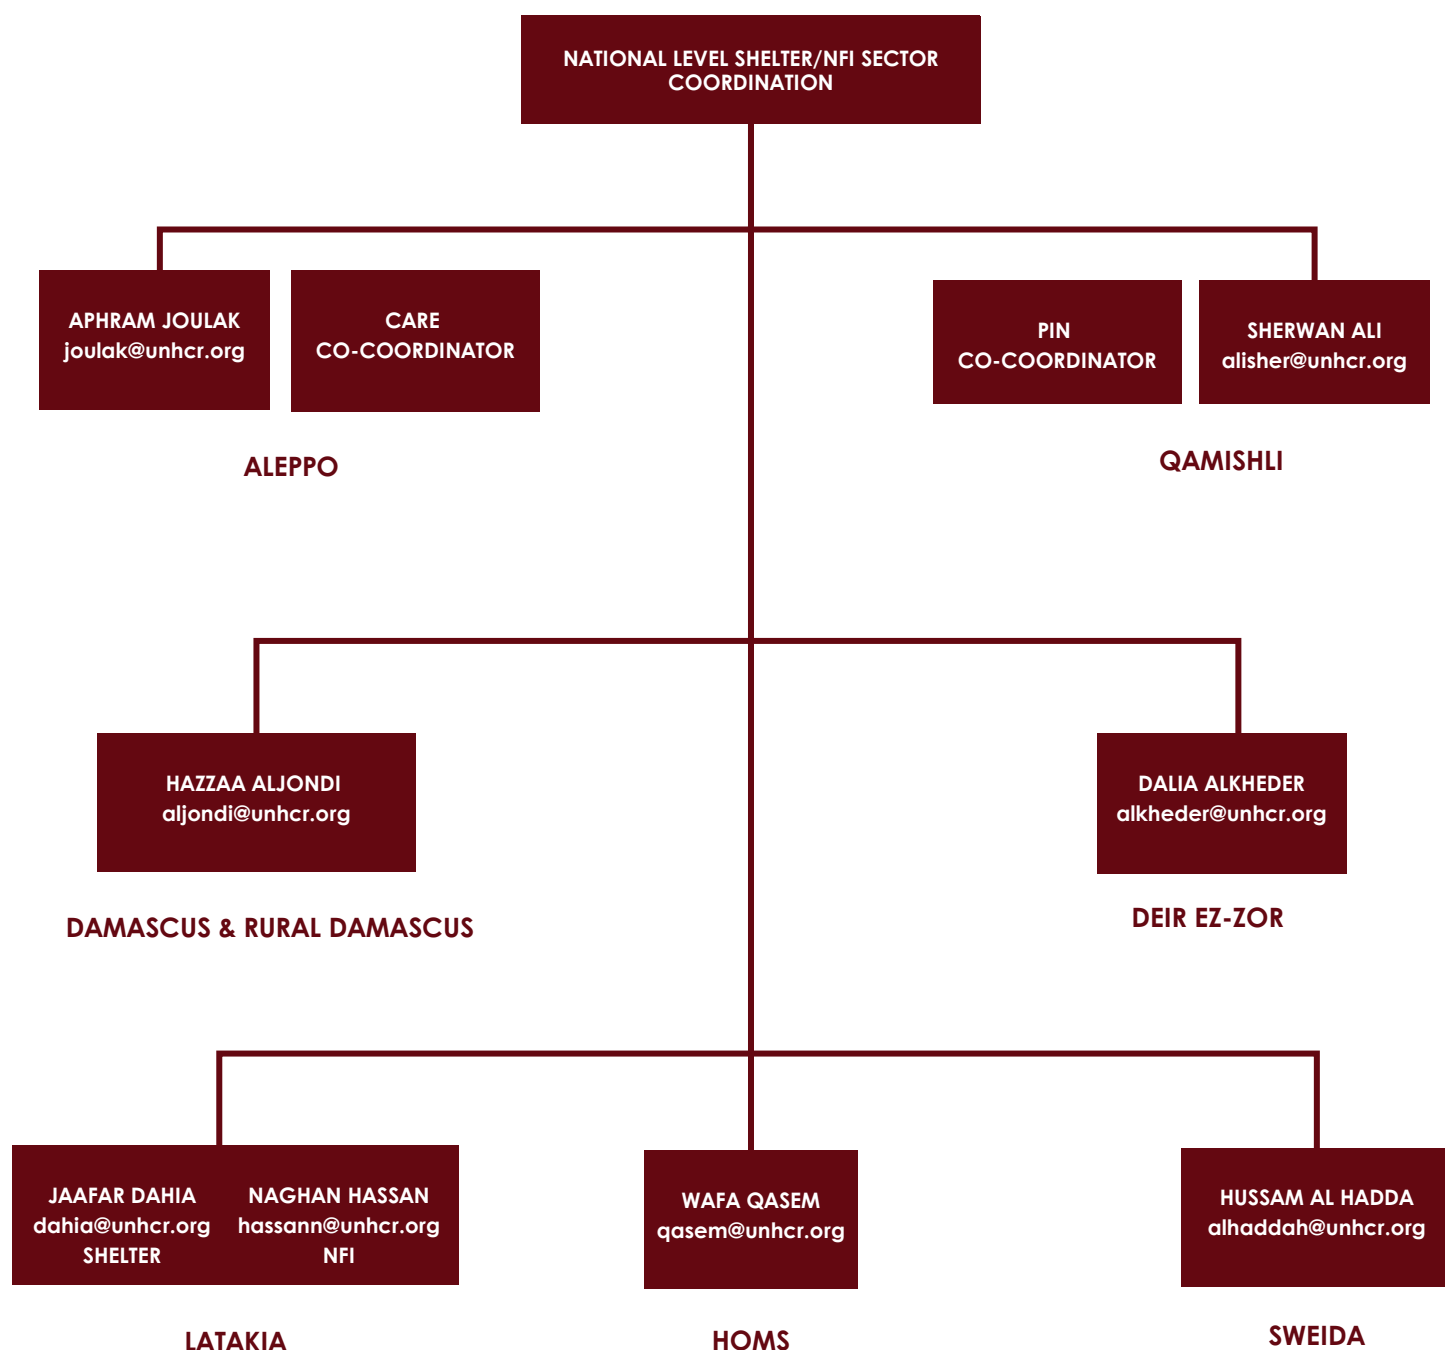 NATIONAL LEVEL SHELTER/NFI SECTOR
COORDINATION
APHRAM JOULAK
joulak@unhcr.org
CARE
CO-COORDINATOR
ALEPPO
PIN
CO-COORDINATOR
SHERWAN ALI
alisher@unhcr.org
QAMISHLI
HAZZAA ALJONDI
aljondi@unhcr.org
DAMASCUS & RURAL DAMASCUS
DALIA ALKHEDER
alkheder@unhcr.org
DEIR EZ-ZOR
JAAFAR DAHIA
dahia@unhcr.org
SHELTER
NAGHAN HASSAN
hassann@unhcr.org
NFI
LATAKIA
WAFA QASEM
qasem@unhcr.org
HOMS
HUSSAM AL HADDA
alhaddah@unhcr.org
SWEIDA